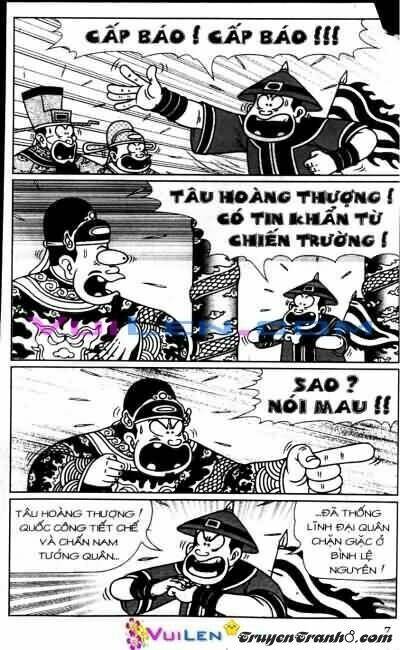 CẤP BÁO ! CẤP BÁO !!!
TÂU HOÀNG THƯỢNG !
CÓ TIN KHẨN TỪ
CHIẾN TRƯỜNG !
VUILEN.COM
SAO ?
NÓI MAU !!
TÂU HOÀNG THƯỢNG !
QUỐC CÔNG TIẾT CHẾ
VÀ CHẤN NAM
TƯỚNG QUÂN...
...ĐÃ THỐNG
LĨNH ĐẠI QUÂN
CHẶN GIẶC Ở
BÌNH LỆ
NGUYÊN !
7
VUILEN
TruyenTranh8.com